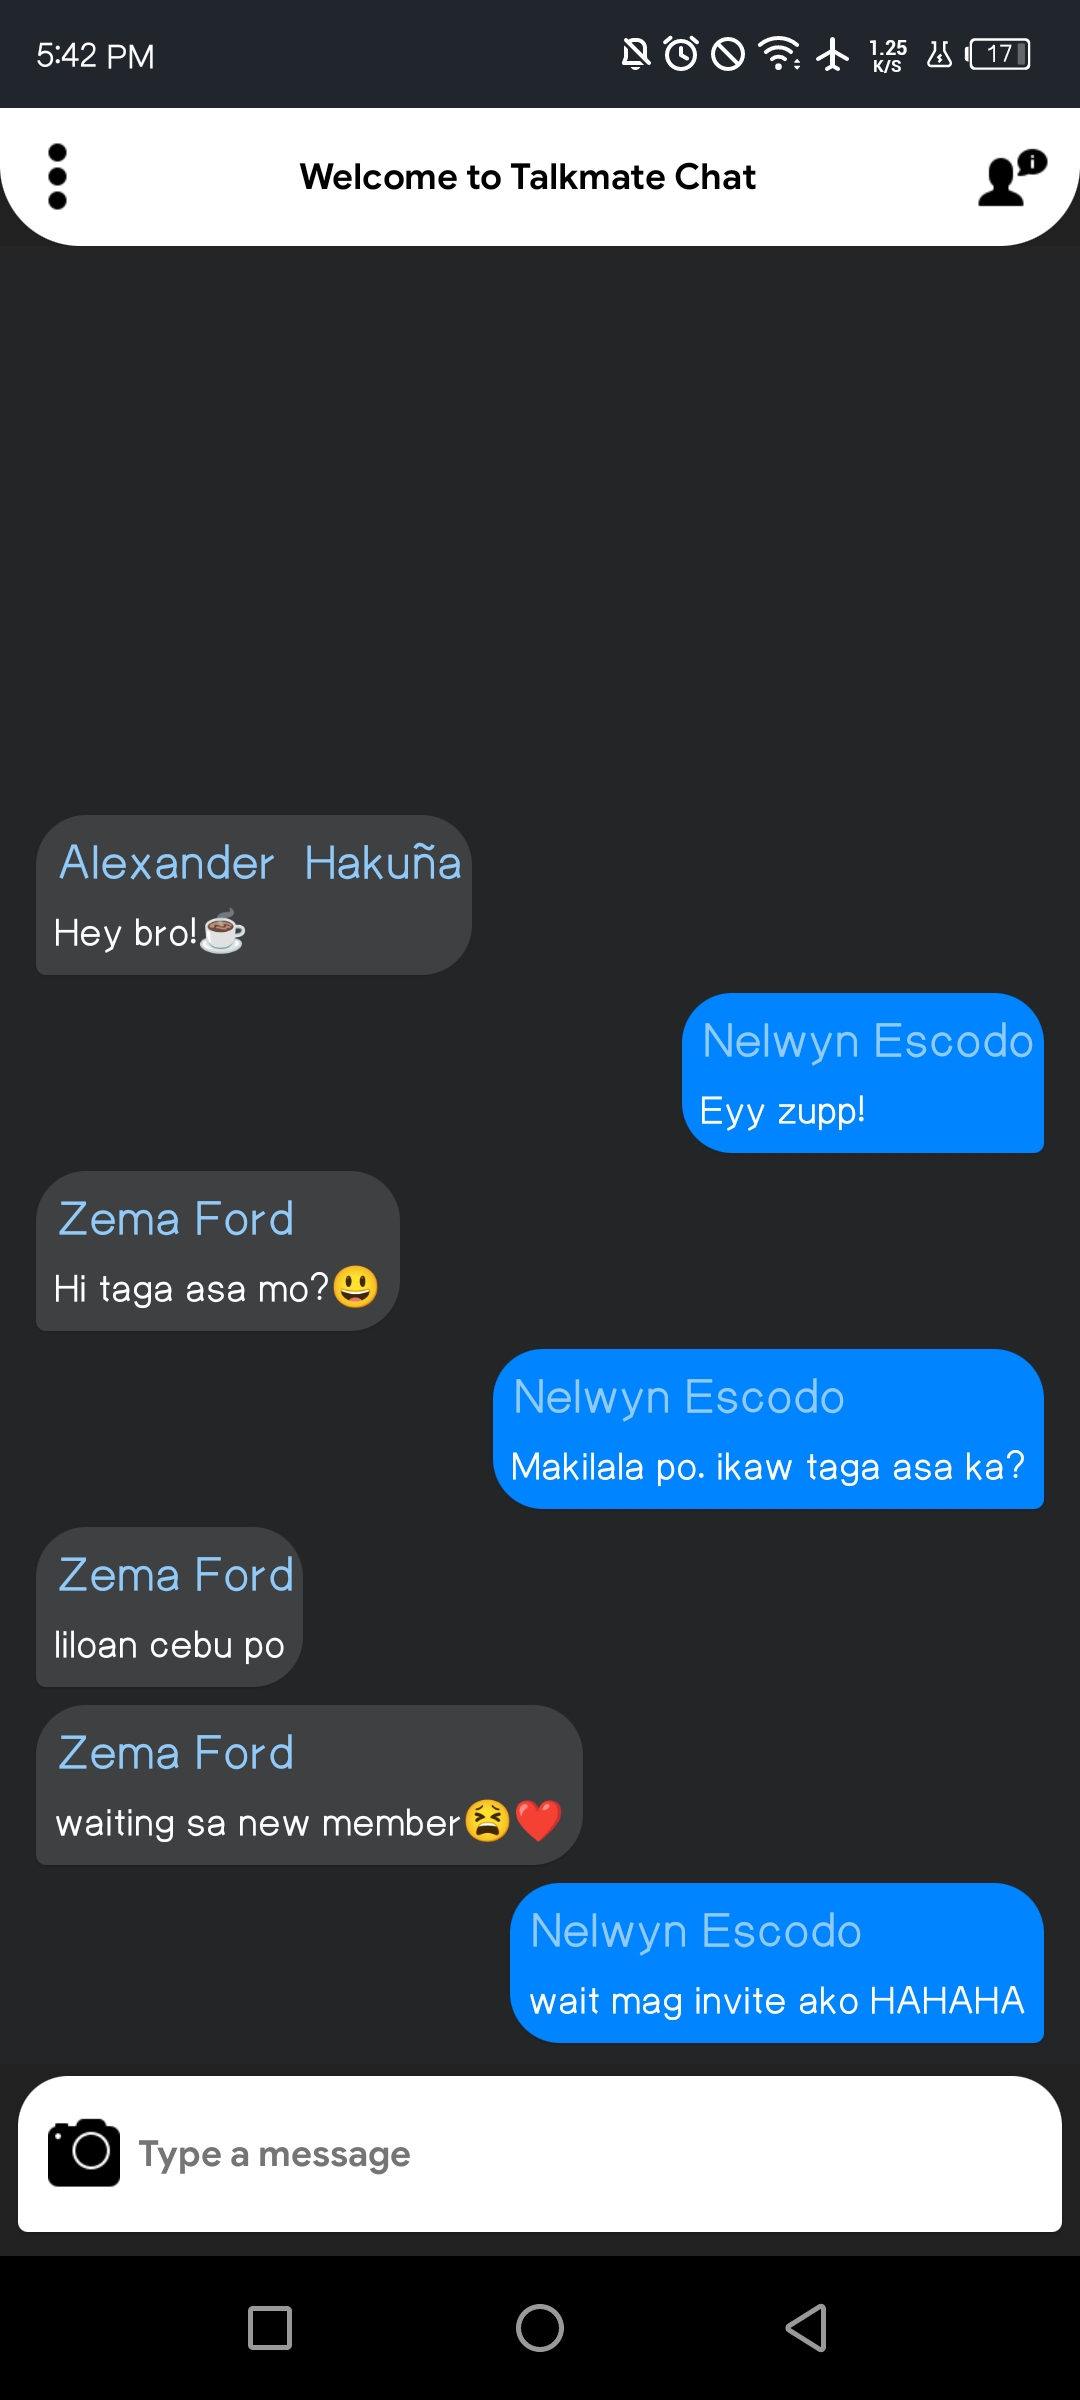 5:42 PM
1.25
K/S
17
Welcome to Talkmate Chat
Alexander Hakuña
Hey bro!☕
Nelwyn Escodo
Eyy zupp!
Zema Ford
Hi taga asa mo?😃
Nelwyn Escodo
Makilala po. ikaw taga asa ka?
Zema Ford
liloan cebu po
Zema Ford
waiting sa new member😫❤️
Nelwyn Escodo
wait mag invite ako HAHAHA
Type a message